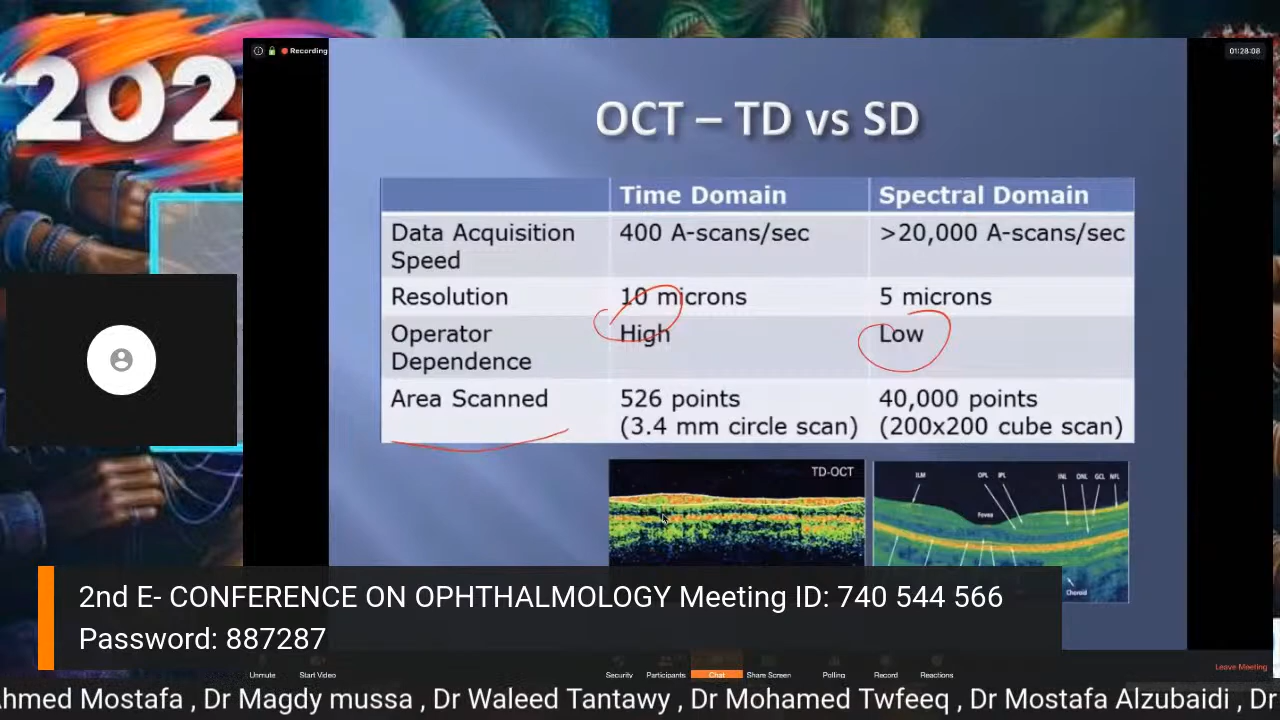 202
Recording
01:28:08
OCT – TD vs SD
Time Domain
Spectral Domain
Data Acquisition Speed
400 A-scans/sec
>20,000 A-scans/sec
Resolution
10 microns
5 microns
Operator Dependence
High
Low
Area Scanned
526 points
(3.4 mm circle scan)
40,000 points
(200x200 cube scan)
TD-OCT
ILM
OPL
IPL
INL
ONL
GCL
NFL
Fovea
Choroid
2nd E- CONFERENCE ON OPHTHALMOLOGY Meeting ID: 740 544 566
Password: 887287
Unmute
Start Video
Security
Participants
Chat
Share Screen
Polling
Record
Reactions
Leave Meeting
hmed Mostafa , Dr Magdy mussa , Dr Waleed Tantawy , Dr Mohamed Twfeeq , Dr Mostafa Alzubaidi , Dr